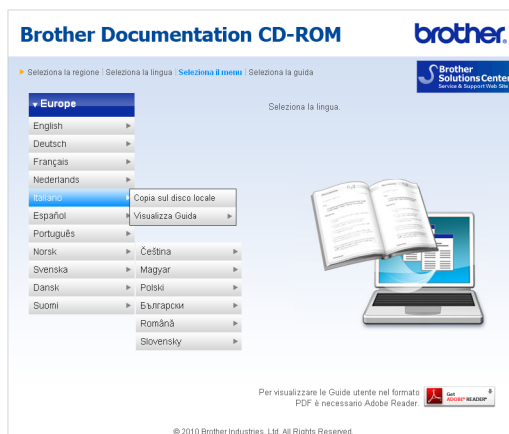 Brother Documentation CD-ROM
brother.
Seleziona la regione | Seleziona la lingua | Seleziona il menu | Seleziona la guida
Brother
Solutions Center
Service & Support Web Site
Europe
Seleziona la lingua.
English
Deutsch
Français
Nederlands
Italiano
Copia sul disco locale
Español
Visualizza Guida
Português
Norsk
Čeština
Svenska
Magyar
Dansk
Polski
Suomi
Български
Română
Slovensky
Per visualizzare le Guide utente nel formato
PDF è necessario Adobe Reader.
Get
ADOBE® READER®
© 2010 Brother Industries, Ltd. All Rights Reserved.